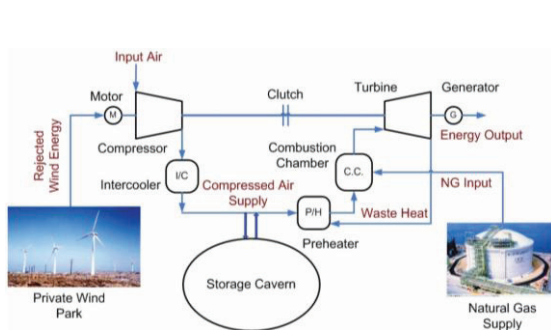 Input Air
Motor
M
Rejected
Wind Energy
Compressor
Clutch
Turbine
Generator
G
Energy Output
Combustion
Chamber
C.C.
Intercooler
I/C
Compressed Air
Supply
P/H
Preheater
Waste Heat
NG Input
Storage Cavern
Private Wind
Park
Natural Gas
Supply